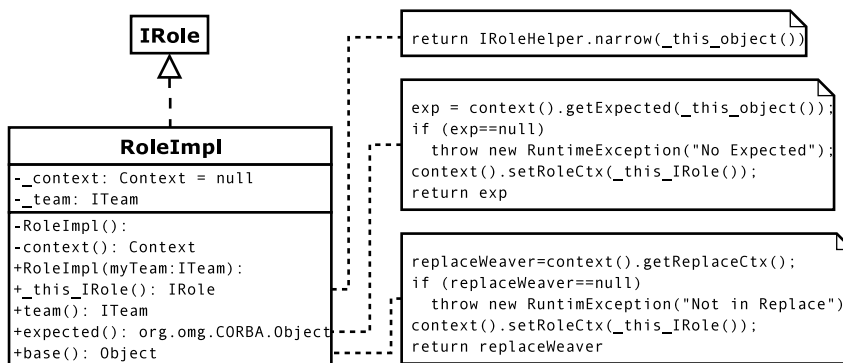 IRole
RoleImpl
-_context: Context = null
-_team: ITeam
-RoleImpl():
-context(): Context
+RoleImpl(myTeam:ITeam):
+_this_IRole(): IRole
+team(): ITeam
+expected(): org.omg.CORBA.Object
+base(): Object
return IRoleHelper.narrow(_this_object())
exp = context().getExpected(_this_object());
if (exp==null)
throw new RuntimeException("No Expected");
context().setRoleCtx(_this_IRole());
return exp
replaceWeaver=context().getReplaceCtx();
if (replaceWeaver==null)
throw new RuntimException("Not in Replace")
context().setRoleCtx(_this_IRole());
return replaceWeaver